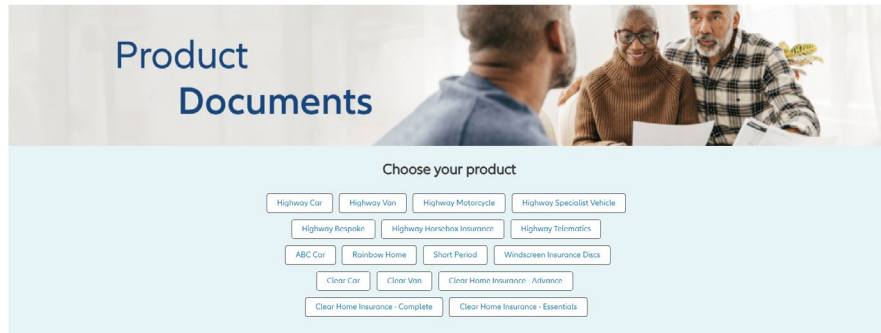 Product
Documents
Choose your product
Highway Car Highway Van Highway Motorcycle Highway Specialist Vehicle
Highway Bespoke Highway Horsebox Insurance Highway Telematics
ABC Car Rainbow Home Short Period Windscreen Insurance Discs
Clear Car Clear Van Clear Home Insurance - Advance
Clear Home Insurance - Complete Clear Home Insurance - Essentials